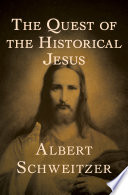 THE QUEST
OF THE HISTORICAL
JESUS
ALBERT
SCHWEITZER